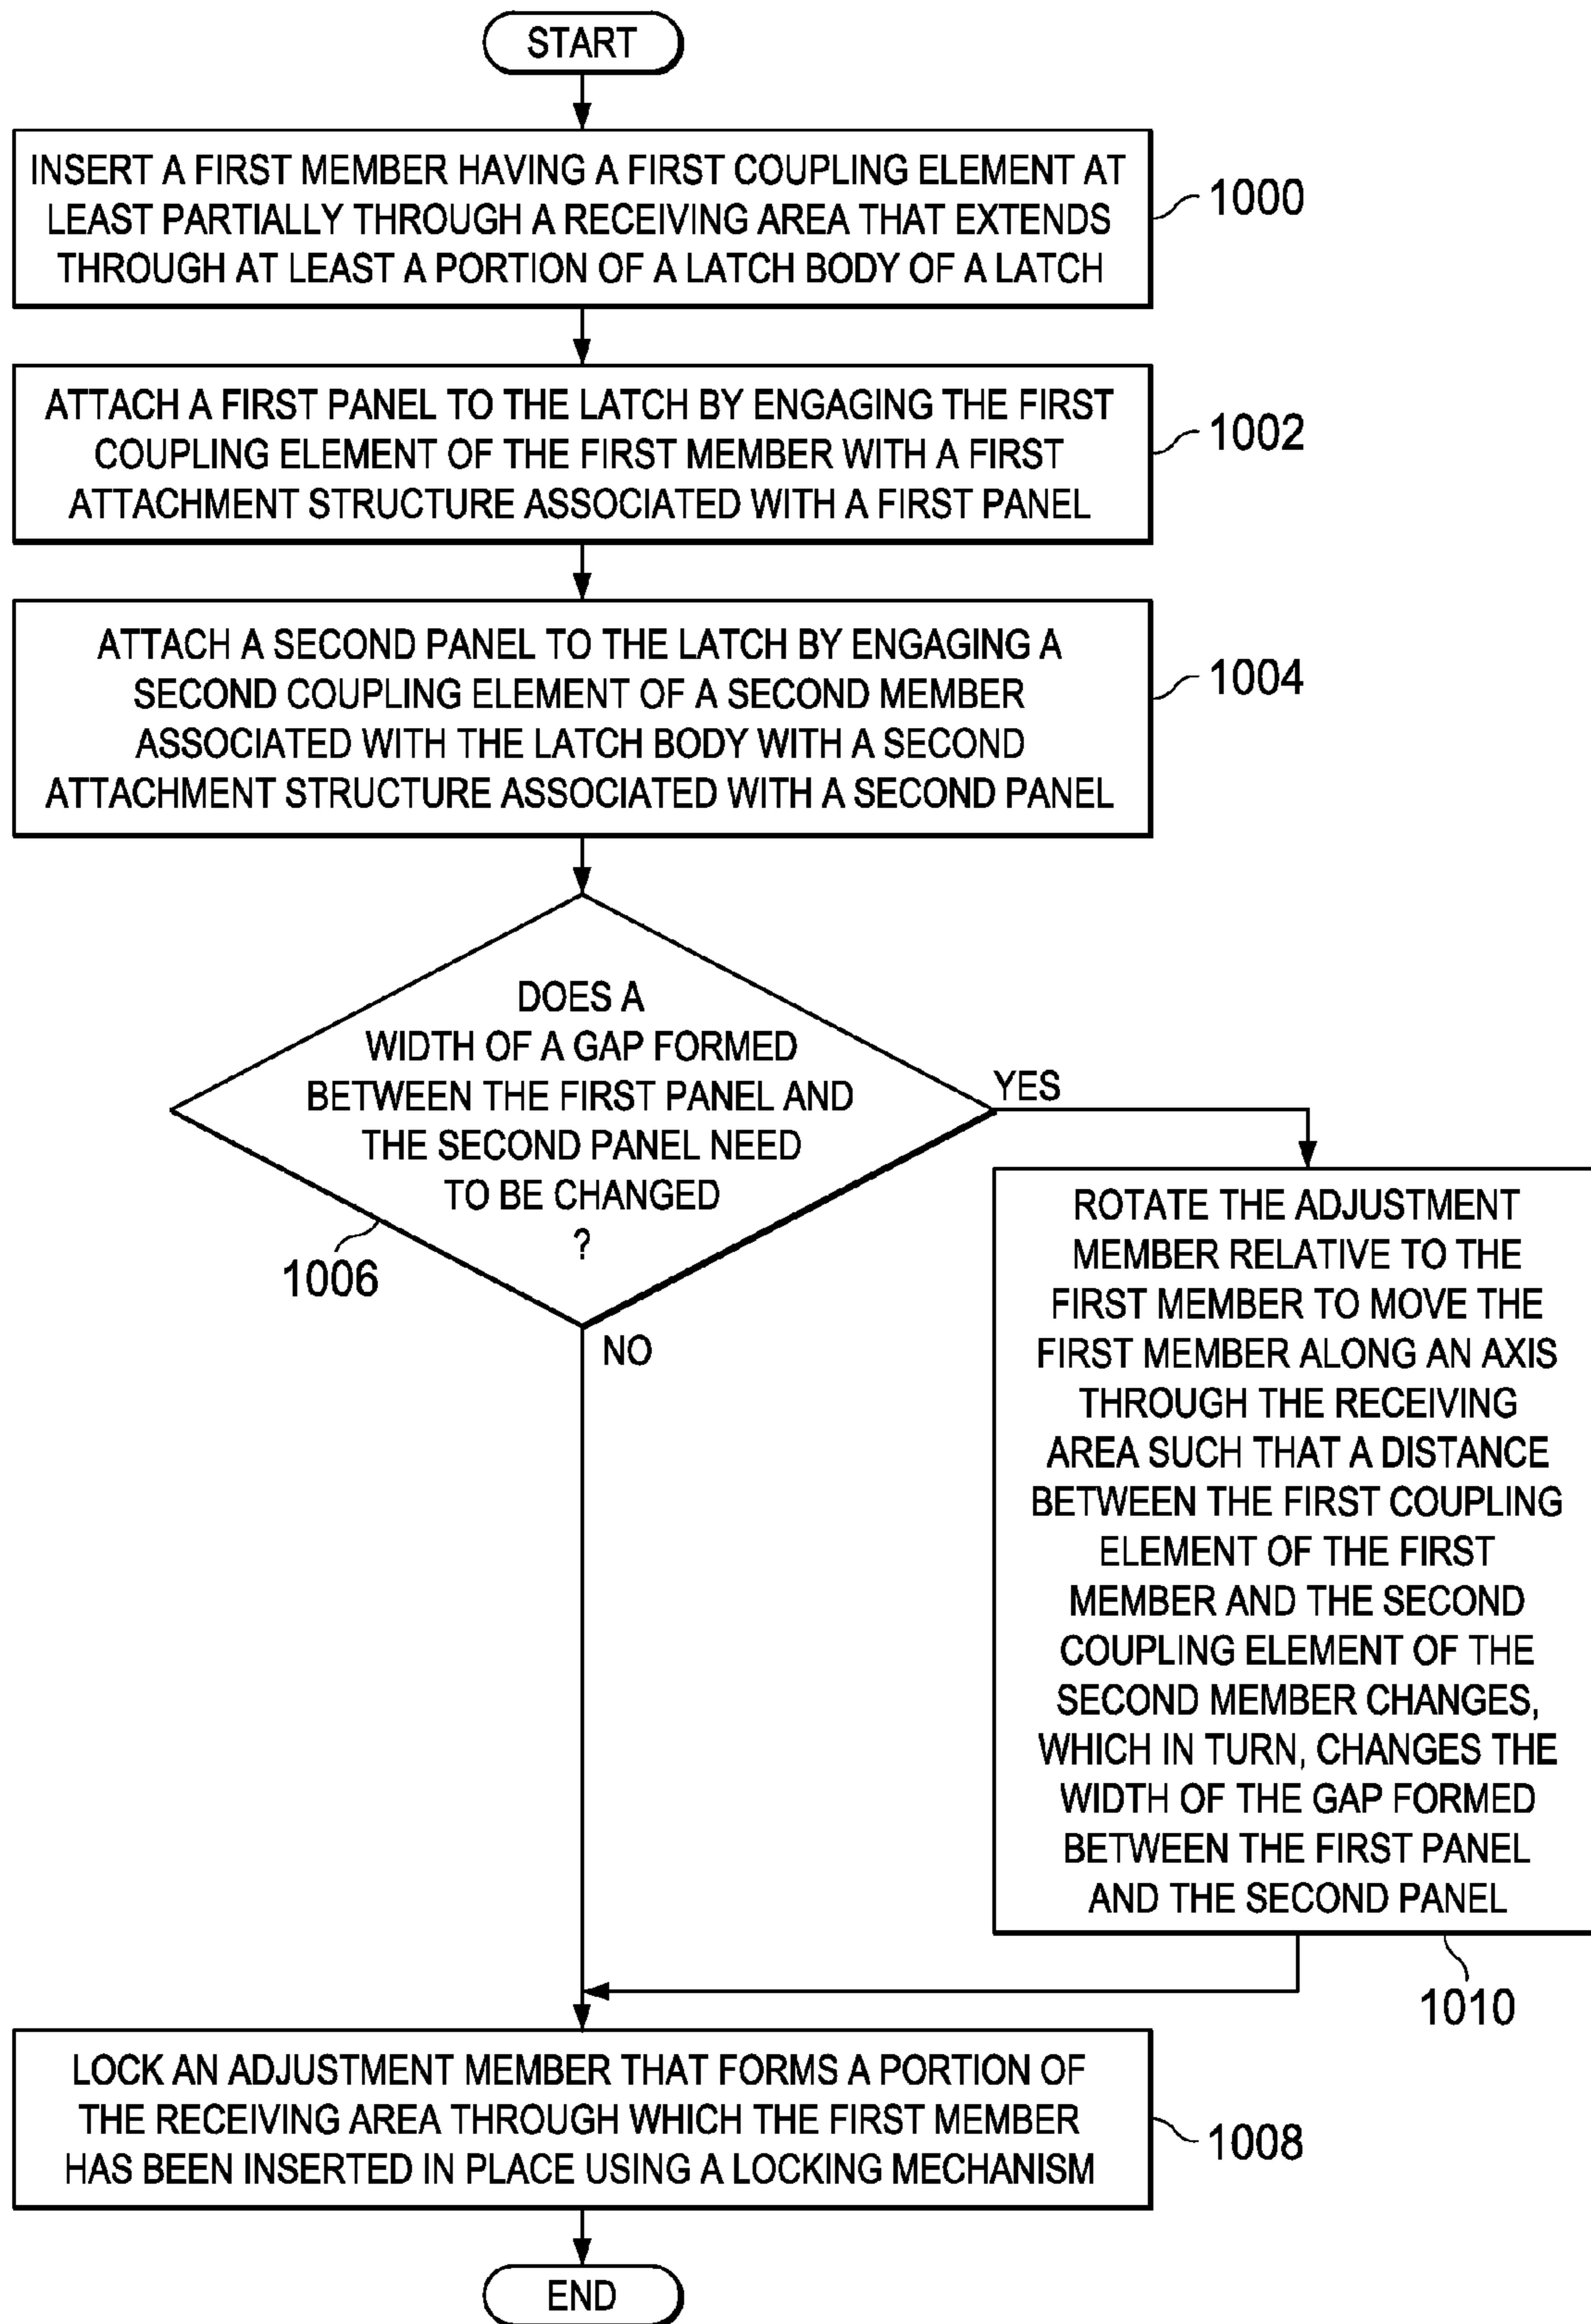 START
INSERT A FIRST MEMBER HAVING A FIRST COUPLING ELEMENT AT
LEAST PARTIALLY THROUGH A RECEIVING AREA THAT EXTENDS
THROUGH AT LEAST A PORTION OF A LATCH BODY OF A LATCH
1000
ATTACH A FIRST PANEL TO THE LATCH BY ENGAGING THE FIRST
COUPLING ELEMENT OF THE FIRST MEMBER WITH A FIRST
ATTACHMENT STRUCTURE ASSOCIATED WITH A FIRST PANEL
1002
ATTACH A SECOND PANEL TO THE LATCH BY ENGAGING A
SECOND COUPLING ELEMENT OF A SECOND MEMBER
ASSOCIATED WITH THE LATCH BODY WITH A SECOND
ATTACHMENT STRUCTURE ASSOCIATED WITH A SECOND PANEL
1004
DOES A
WIDTH OF A GAP FORMED
BETWEEN THE FIRST PANEL AND
THE SECOND PANEL NEED
TO BE CHANGED
?
1006
YES
NO
ROTATE THE ADJUSTMENT
MEMBER RELATIVE TO THE
FIRST MEMBER TO MOVE THE
FIRST MEMBER ALONG AN AXIS
THROUGH THE RECEIVING
AREA SUCH THAT A DISTANCE
BETWEEN THE FIRST COUPLING
ELEMENT OF THE FIRST
MEMBER AND THE SECOND
COUPLING ELEMENT OF THE
SECOND MEMBER CHANGES,
WHICH IN TURN, CHANGES THE
WIDTH OF THE GAP FORMED
BETWEEN THE FIRST PANEL
AND THE SECOND PANEL
1010
LOCK AN ADJUSTMENT MEMBER THAT FORMS A PORTION OF
THE RECEIVING AREA THROUGH WHICH THE FIRST MEMBER
HAS BEEN INSERTED IN PLACE USING A LOCKING MECHANISM
1008
END